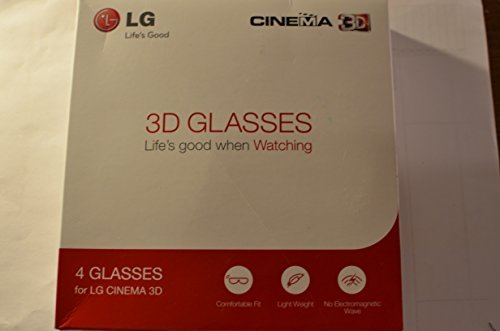 LG
Life's Good
CINEMA 3D
3D GLASSES
Life's good when Watching
4 GLASSES
for LG CINEMA 3D
Comfortable Fit
Light Weight
No Electromagnetic
Wave